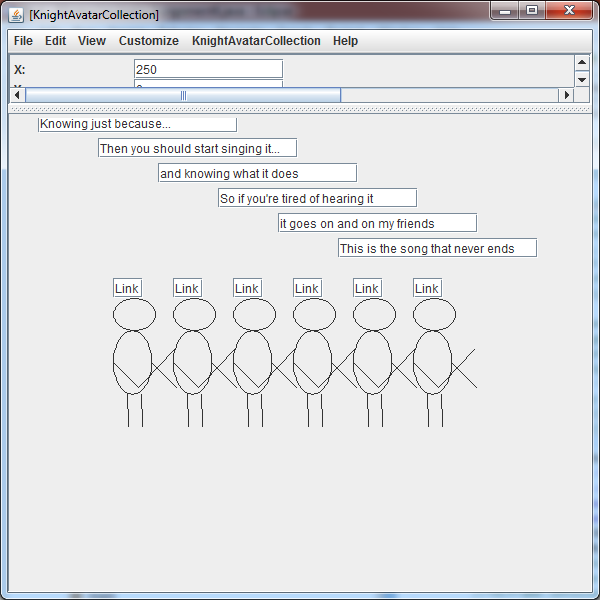 [KnightAvatarCollection]
File Edit View Customize KnightAvatarCollection Help
X: 250
Knowing just because...
Then you should start singing it...
and knowing what it does
So if you're tired of hearing it
it goes on and on my friends
This is the song that never ends
Link Link Link Link Link Link